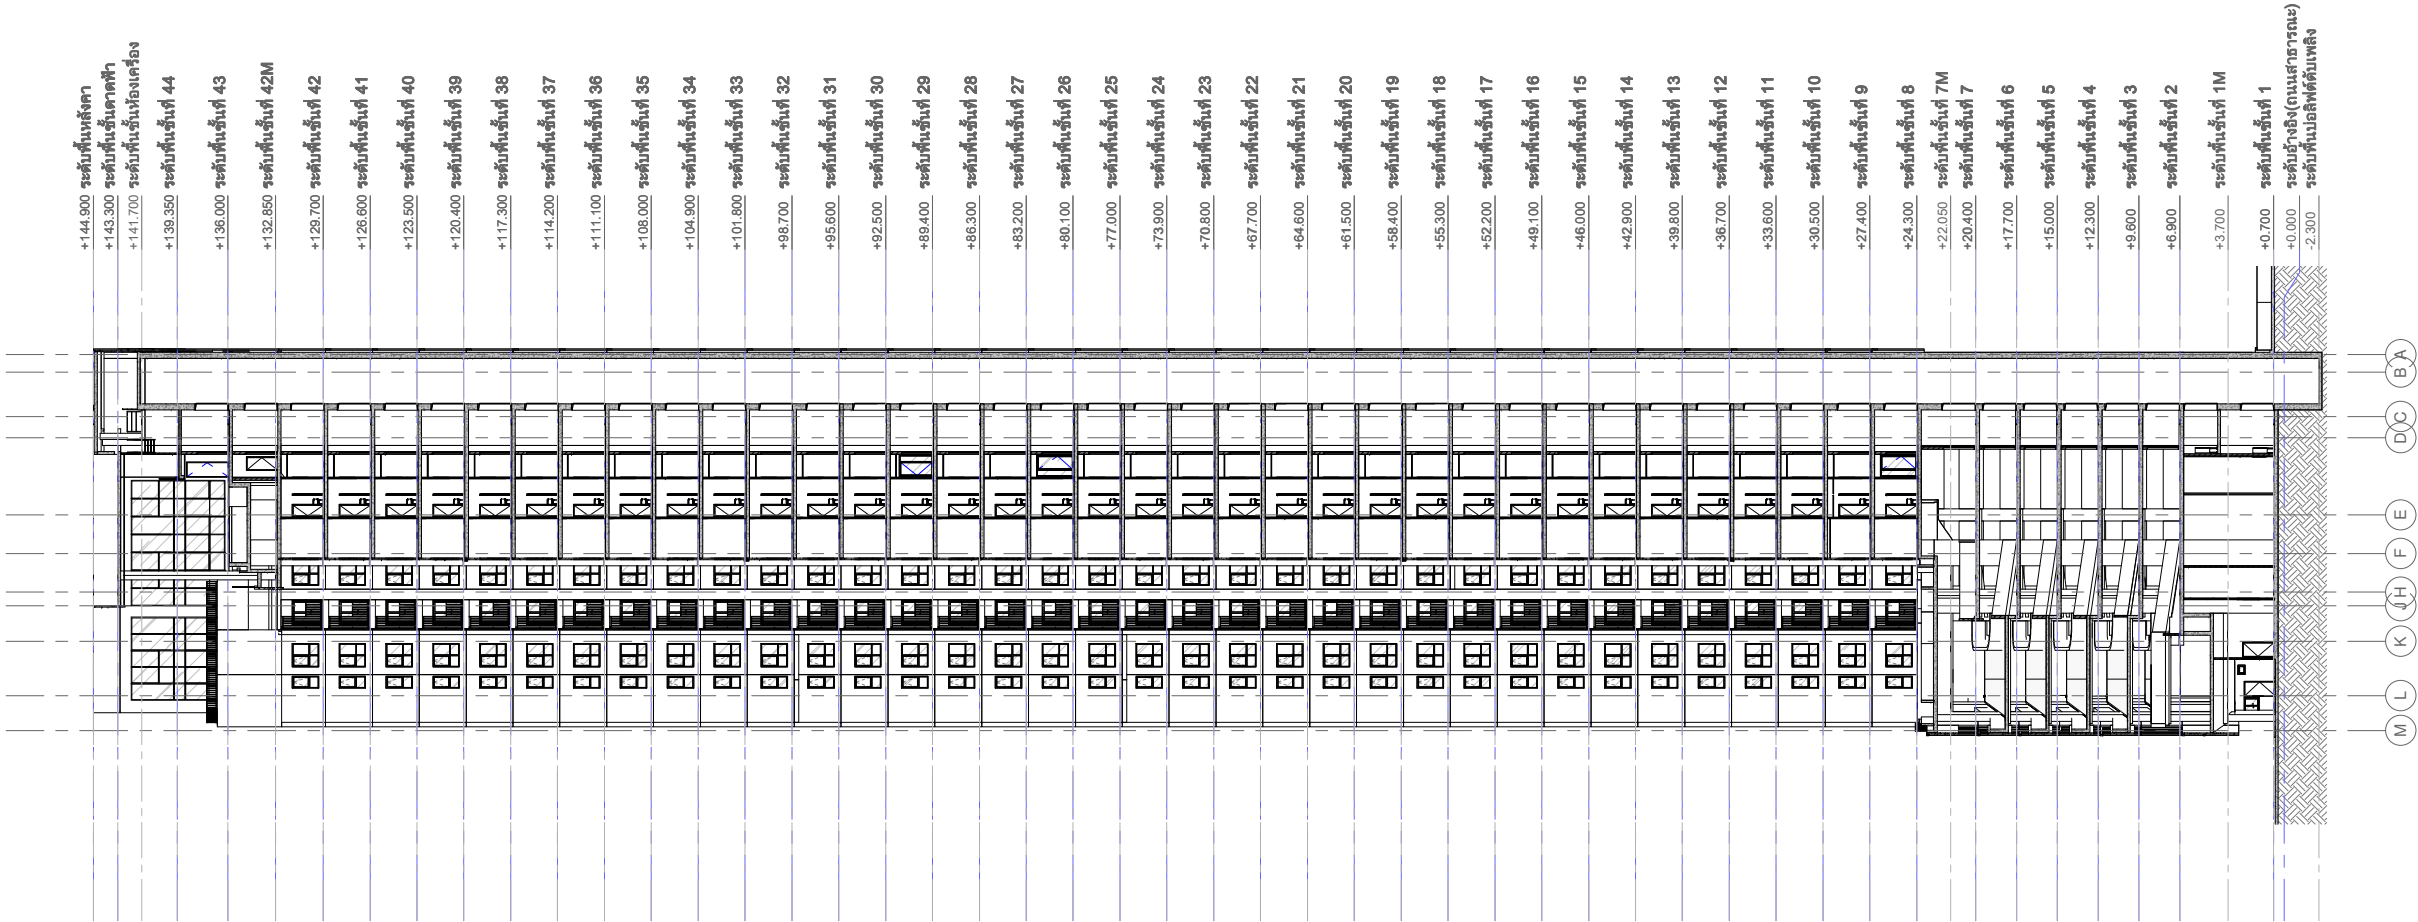 +144.900 ระดับพื้นหลังคา
+143.300 ระดับพื้นชั้นดาดฟ้า
+141.700 ระดับพื้นชั้นห้องเครื่อง
+139.350 ระดับพื้นชั้นที่ 44
+136.000 ระดับพื้นชั้นที่ 43
+132.850 ระดับพื้นชั้นที่ 42M
+129.700 ระดับพื้นชั้นที่ 42
+126.600 ระดับพื้นชั้นที่ 41
+123.500 ระดับพื้นชั้นที่ 40
+120.400 ระดับพื้นชั้นที่ 39
+117.300 ระดับพื้นชั้นที่ 38
+114.200 ระดับพื้นชั้นที่ 37
+111.100 ระดับพื้นชั้นที่ 36
+108.000 ระดับพื้นชั้นที่ 35
+104.900 ระดับพื้นชั้นที่ 34
+101.800 ระดับพื้นชั้นที่ 33
+98.700 ระดับพื้นชั้นที่ 32
+95.600 ระดับพื้นชั้นที่ 31
+92.500 ระดับพื้นชั้นที่ 30
+89.400 ระดับพื้นชั้นที่ 29
+86.300 ระดับพื้นชั้นที่ 28
+83.200 ระดับพื้นชั้นที่ 27
+80.100 ระดับพื้นชั้นที่ 26
+77.000 ระดับพื้นชั้นที่ 25
+73.900 ระดับพื้นชั้นที่ 24
+70.800 ระดับพื้นชั้นที่ 23
+67.700 ระดับพื้นชั้นที่ 22
+64.600 ระดับพื้นชั้นที่ 21
+61.500 ระดับพื้นชั้นที่ 20
+58.400 ระดับพื้นชั้นที่ 19
+55.300 ระดับพื้นชั้นที่ 18
+52.200 ระดับพื้นชั้นที่ 17
+49.100 ระดับพื้นชั้นที่ 16
+46.000 ระดับพื้นชั้นที่ 15
+42.900 ระดับพื้นชั้นที่ 14
+39.800 ระดับพื้นชั้นที่ 13
+36.700 ระดับพื้นชั้นที่ 12
+33.600 ระดับพื้นชั้นที่ 11
+30.500 ระดับพื้นชั้นที่ 10
+27.400 ระดับพื้นชั้นที่ 9
+24.300 ระดับพื้นชั้นที่ 8
+22.050 ระดับพื้นชั้นที่ 7M
+20.400 ระดับพื้นชั้นที่ 7
+17.700 ระดับพื้นชั้นที่ 6
+15.000 ระดับพื้นชั้นที่ 5
+12.300 ระดับพื้นชั้นที่ 4
+9.600 ระดับพื้นชั้นที่ 3
+6.900 ระดับพื้นชั้นที่ 2
+3.700 ระดับพื้นชั้นที่ 1M
+0.700 ระดับพื้นชั้นที่ 1
+0.000 ระดับอ้างอิง(ถนนสาธารณะ)
-2.300 ระดับพื้นบ่อลิฟต์ดับเพลิง
A
B
C
D
E
F
H
J
K
L
M